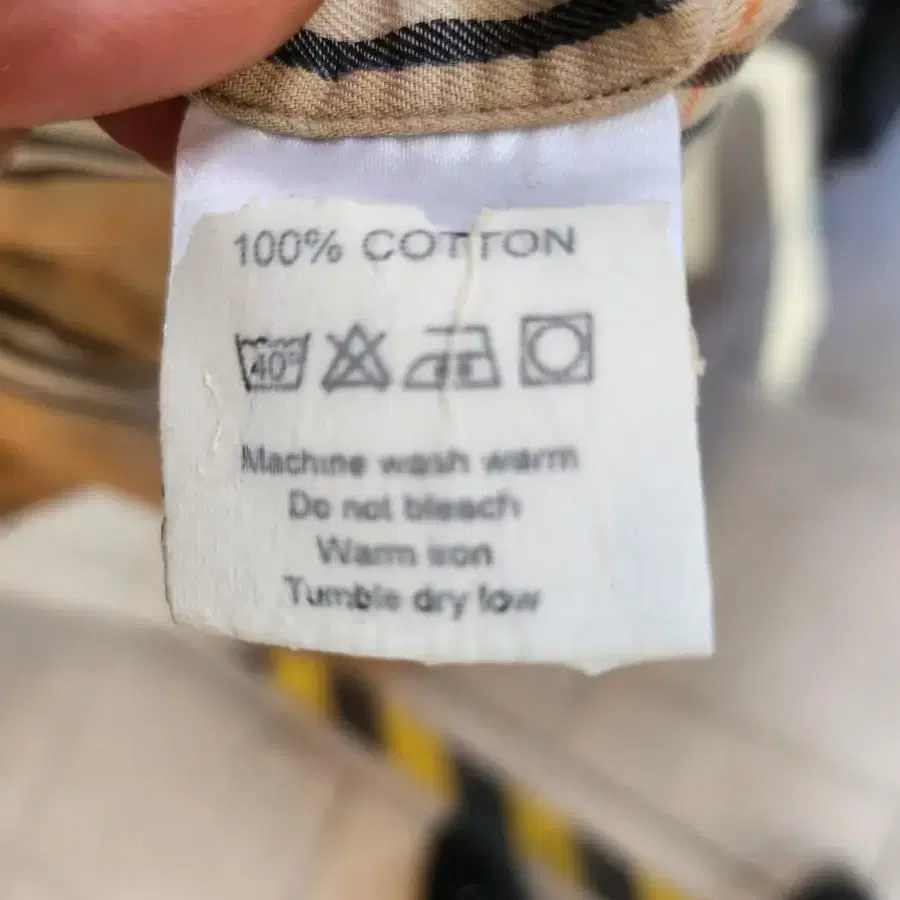 100% COTTON
40°
Machine wash warm
Do not bleach
Warm iron
Tumble dry low